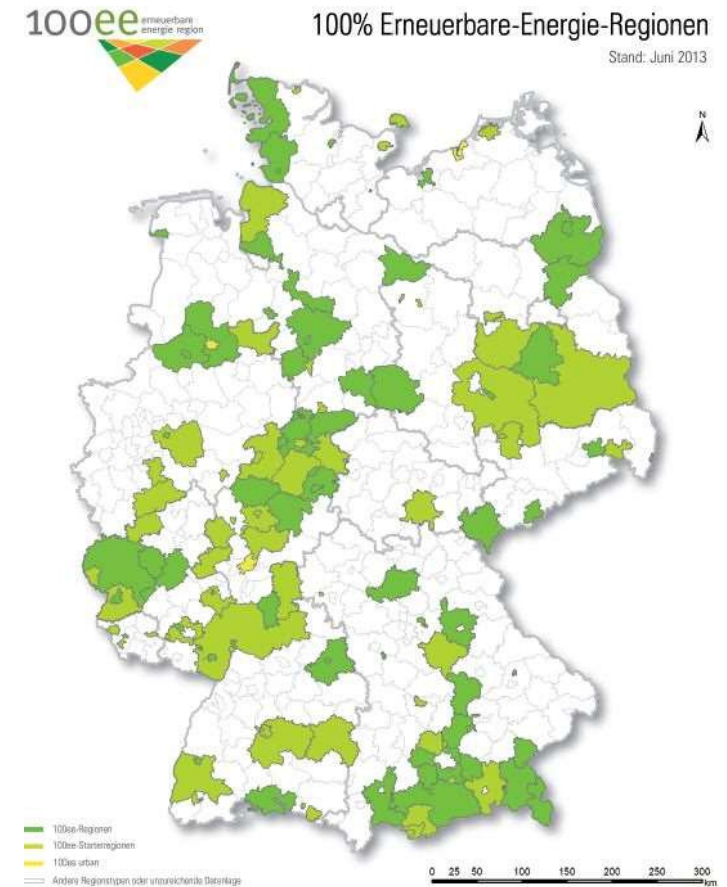 100ee erneuerbare
energie region
100% Erneuerbare-Energie-Regionen
Stand: Juni 2013
N
100ee-Regionen
100ee-Starterregionen
100ee urban
Andere Regionstypen oder unzureichende Datenlage
0 25 50 100 150 200 250 300
km